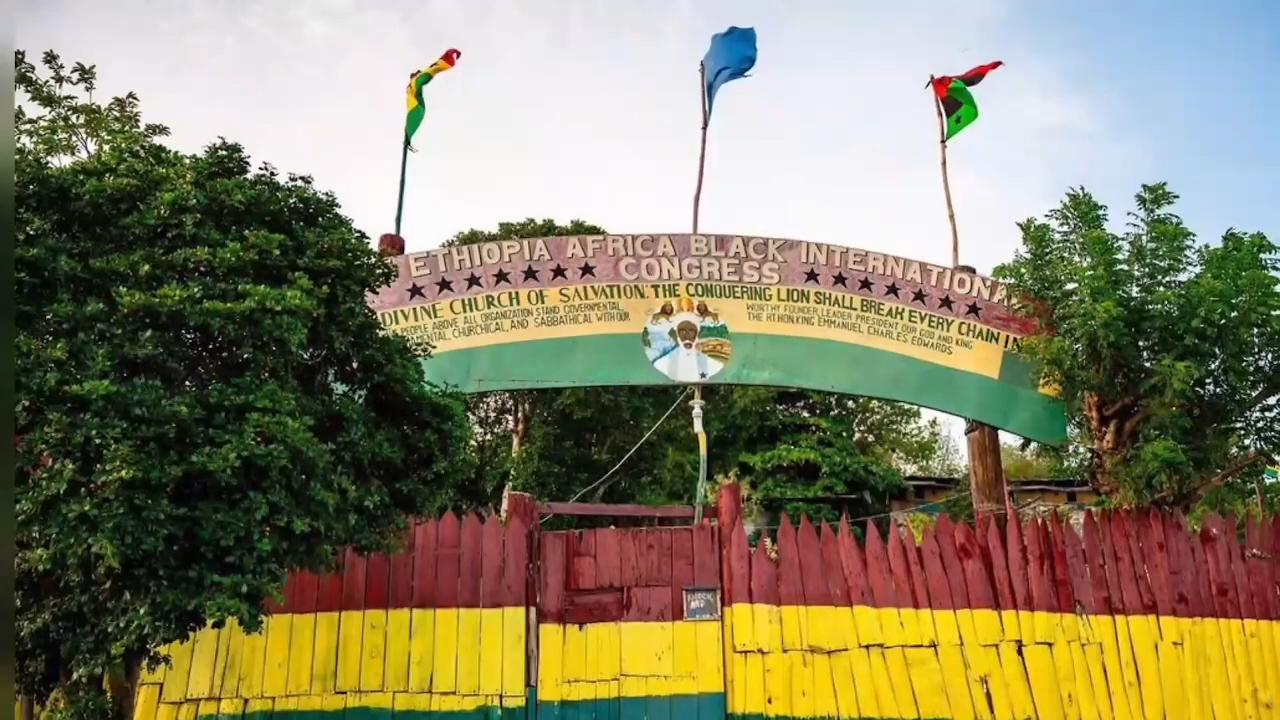 ETHIOPIA AFRICA BLACK INTERNATIONAL
CONGRESS
DIVINE CHURCH OF SALVATION. THE CONQUERING LION SHALL BREAK EVERY CHAIN IN
PEOPLE ABOVE ALL ORGANIZATION STAND GOVERNMENTAL,
CHURCHICAL, AND SABBATHICAL WITH OUR
WORTHY FOUNDER, LEADER PRESIDENT OUR GOD AND KING
THE RT.HON.KING EMMANUEL CHARLES EDWARDS
KNOCK